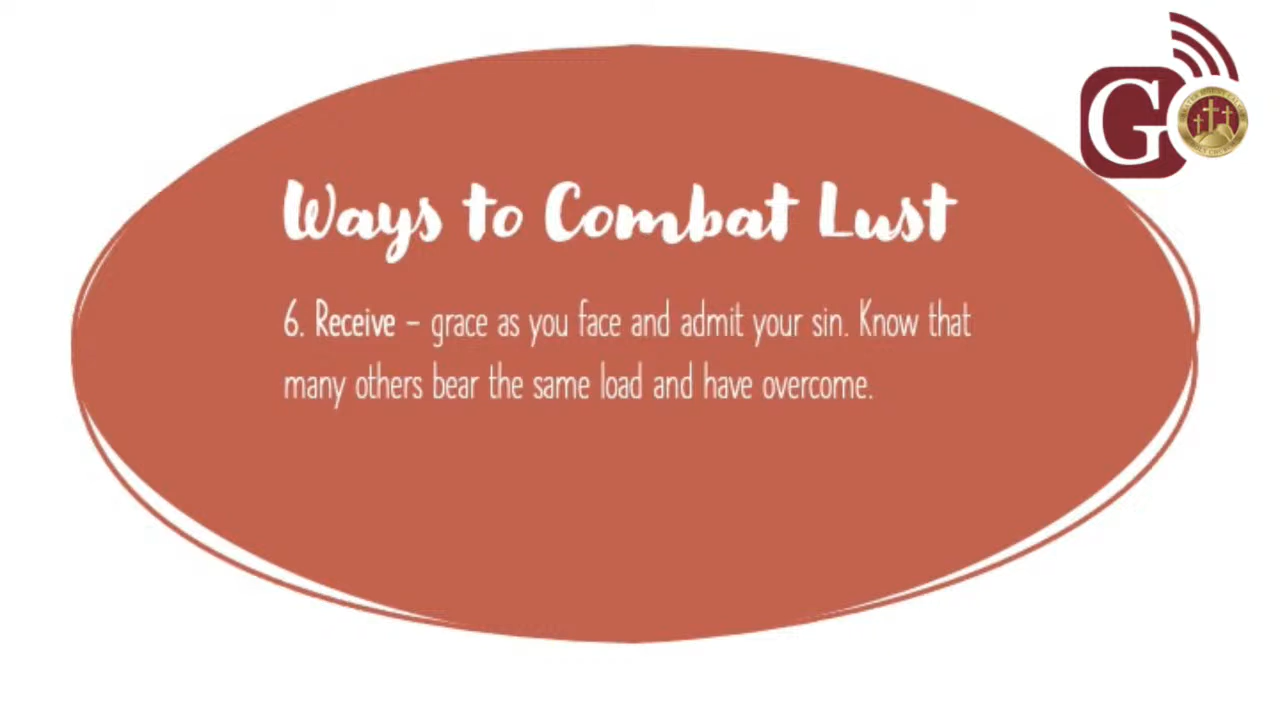 G
Ways to Combat Lust
6. Receive – grace as you face and admit your sin. Know that
many others bear the same load and have overcome.